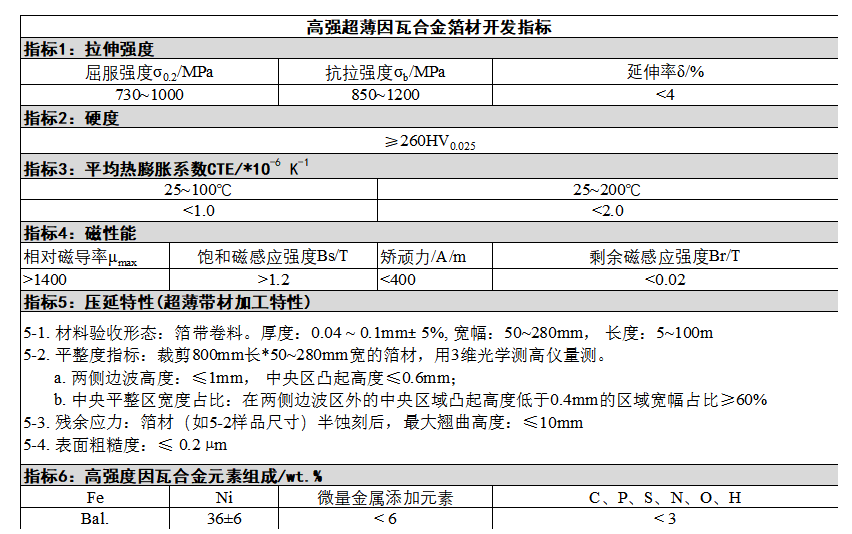 高强超薄因瓦合金箔材开发指标
指标1：拉伸强度
屈服强度σ0.2/MPa 抗拉强度σb/MPa 延伸率δ/%
730~1000 850~1200 <4
指标2：硬度
≥260HV0.025
指标3：平均热膨胀系数CTE/*10-6 K-1
25~100℃ 25~200℃
<1.0 <2.0
指标4：磁性能
相对磁导率μmax 饱和磁感应强度Bs/T 矫顽力/A/m 剩余磁感应强度Br/T
>1400 >1.2 <400 <0.02
指标5：压延特性(超薄带材加工特性)
5-1. 材料验收形态：箔带卷料。厚度：0.04 ~ 0.1mm± 5%, 宽幅：50~280mm， 长度：5~100m
5-2. 平整度指标：裁剪800mm长*50~280mm宽的箔材，用3维光学测高仪量测。
a. 两侧边波高度：≤1mm， 中央区凸起高度≤0.6mm；
b. 中央平整区宽度占比：在两侧边波区外的中央区域凸起高度低于0.4mm的区域宽幅占比≥60%
5-3. 残余应力：箔材（如5-2样品尺寸）半蚀刻后，最大翘曲高度：≤10mm
5-4. 表面粗糙度：≤ 0.2 μm
指标6：高强度因瓦合金元素组成/wt.%
Fe Ni 微量金属添加元素 C、P、S、N、O、H
Bal. 36±6 < 6 < 3